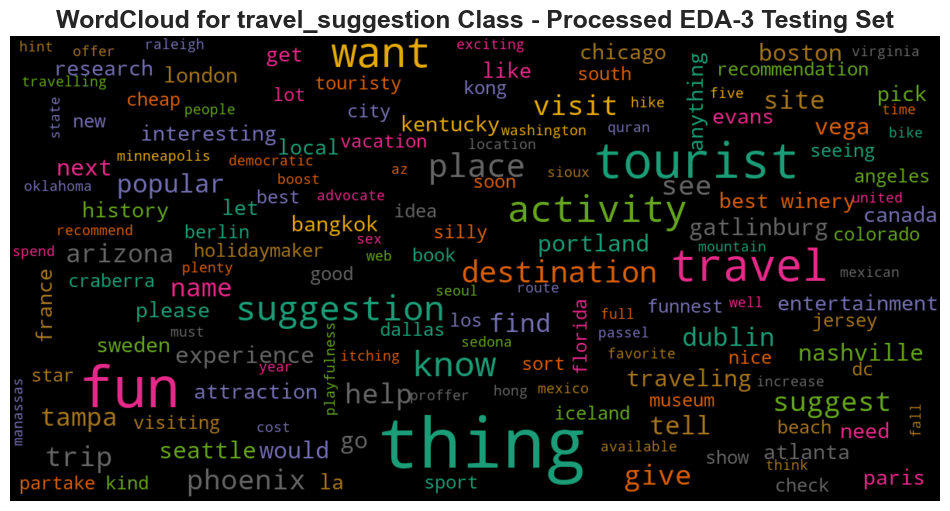 WordCloud for travel_suggestion Class - Processed EDA-3 Testing Set
hint offer raleigh get want exciting chicago boston virginia
travelling research london touristy like south anything recommendation
state cheap people lot city kong visit hike five site pick
new interesting kentucky washington quran evans vega time bike
minneapolis local vacation location tourist seeing
next democratic place angeles
oklahoma popular boost az soon sioux see best winery united
history let best advocate idea activity gatlinburg canada
recommend berlin bangkok silly portland colorado
spend arizona holidaymaker sex web book destination mountain travel mexican
craberra plenty good seoul route
france name suggestion los find florida full funnest well entertainment
please dallas passel dublin jersey
must sedona
sweden experience playfulness itching know sort favorite nice nashville
star year traveling dc increase
manassas fun attraction help proffer hong mexico museum suggest
tampa visiting cost thing iceland tell beach need fall
trip seattle would go available show atlanta
partake kind phoenix la sport give think check paris